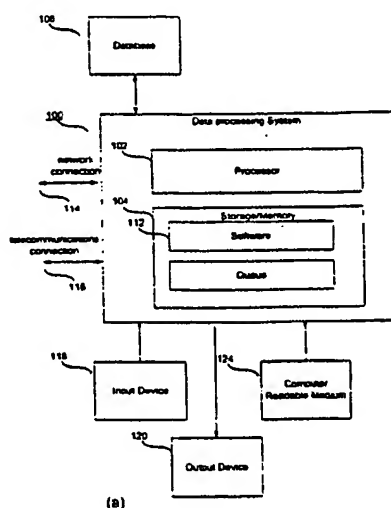 108
Database
100
Data processing System
network
connection
114
102
Processor
104
Storage/Memory
112
Software
Queue
telecommunications
connection
116
118
Input Device
124
Computer
Readable Medium
120
Output Device
(a)